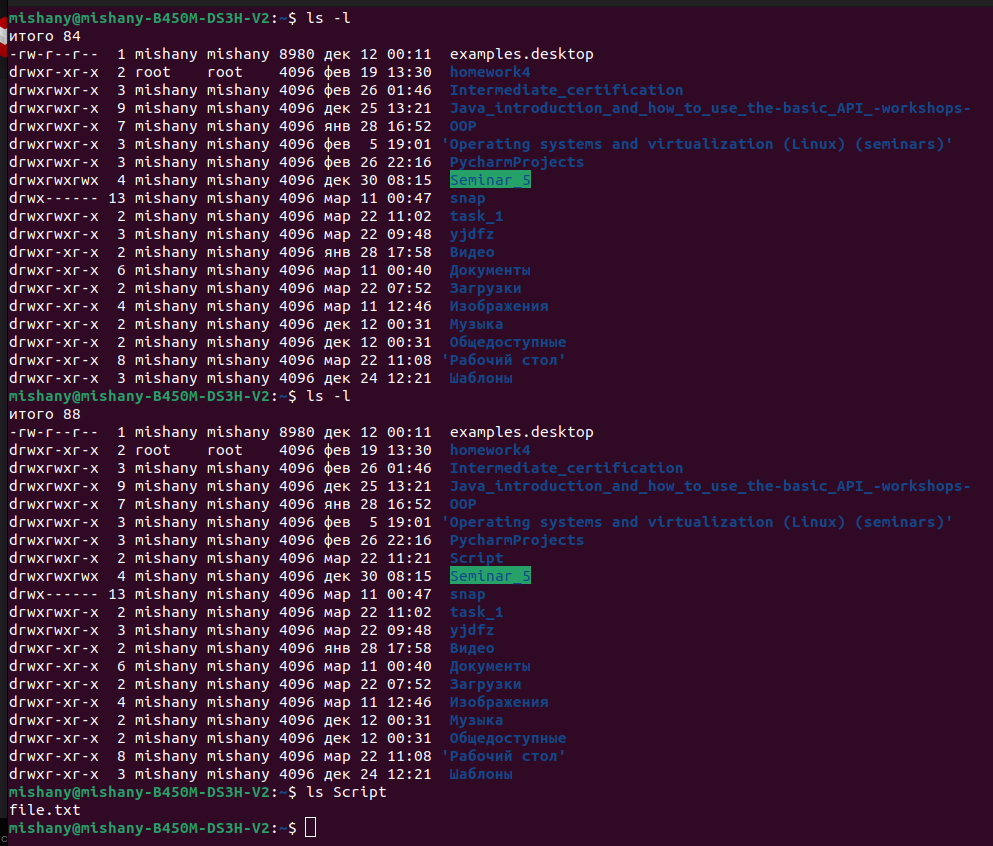 mishany@mishany-B450M-DS3H-V2:~$ ls -l
итого 84
-rw-r--r--  1 mishany mishany 8980 дек 12 00:11  examples.desktop
drwxr-xr-x  2 root    root    4096 фев 19 13:30  homework4
drwxrwxr-x  3 mishany mishany 4096 фев 26 01:46  Intermediate_certification
drwxrwxr-x  9 mishany mishany 4096 дек 25 13:21  Java_introduction_and_how_to_use_the-basic_API_-workshops-
drwxrwxr-x  7 mishany mishany 4096 янв 28 16:52  OOP
drwxrwxr-x  3 mishany mishany 4096 фев  5 19:01 'Operating systems and virtualization (Linux) (seminars)'
drwxrwxr-x  3 mishany mishany 4096 фев 26 22:16  PycharmProjects
drwxrwxrwx  4 mishany mishany 4096 дек 30 08:15  Seminar_5
drwx------ 13 mishany mishany 4096 мар 11 00:47  snap
drwxrwxr-x  2 mishany mishany 4096 мар 22 11:02  task_1
drwxrwxr-x  3 mishany mishany 4096 мар 22 09:48  yjdfz
drwxr-xr-x  2 mishany mishany 4096 янв 28 17:58  Видео
drwxr-xr-x  6 mishany mishany 4096 мар 11 00:40  Документы
drwxr-xr-x  2 mishany mishany 4096 мар 22 07:52  Загрузки
drwxr-xr-x  4 mishany mishany 4096 мар 11 12:46  Изображения
drwxr-xr-x  2 mishany mishany 4096 дек 12 00:31  Музыка
drwxr-xr-x  2 mishany mishany 4096 дек 12 00:31  Общедоступные
drwxr-xr-x  8 mishany mishany 4096 мар 22 11:08 'Рабочий стол'
drwxr-xr-x  3 mishany mishany 4096 дек 24 12:21  Шаблоны
mishany@mishany-B450M-DS3H-V2:~$ ls -l
итого 88
-rw-r--r--  1 mishany mishany 8980 дек 12 00:11  examples.desktop
drwxr-xr-x  2 root    root    4096 фев 19 13:30  homework4
drwxrwxr-x  3 mishany mishany 4096 фев 26 01:46  Intermediate_certification
drwxrwxr-x  9 mishany mishany 4096 дек 25 13:21  Java_introduction_and_how_to_use_the-basic_API_-workshops-
drwxrwxr-x  7 mishany mishany 4096 янв 28 16:52  OOP
drwxrwxr-x  3 mishany mishany 4096 фев  5 19:01 'Operating systems and virtualization (Linux) (seminars)'
drwxrwxr-x  3 mishany mishany 4096 фев 26 22:16  PycharmProjects
drwxrwxr-x  2 mishany mishany 4096 мар 22 11:21  Script
drwxrwxrwx  4 mishany mishany 4096 дек 30 08:15  Seminar_5
drwx------ 13 mishany mishany 4096 мар 11 00:47  snap
drwxrwxr-x  2 mishany mishany 4096 мар 22 11:02  task_1
drwxrwxr-x  3 mishany mishany 4096 мар 22 09:48  yjdfz
drwxr-xr-x  2 mishany mishany 4096 янв 28 17:58  Видео
drwxr-xr-x  6 mishany mishany 4096 мар 11 00:40  Документы
drwxr-xr-x  2 mishany mishany 4096 мар 22 07:52  Загрузки
drwxr-xr-x  4 mishany mishany 4096 мар 11 12:46  Изображения
drwxr-xr-x  2 mishany mishany 4096 дек 12 00:31  Музыка
drwxr-xr-x  2 mishany mishany 4096 дек 12 00:31  Общедоступные
drwxr-xr-x  8 mishany mishany 4096 мар 22 11:08 'Рабочий стол'
drwxr-xr-x  3 mishany mishany 4096 дек 24 12:21  Шаблоны
mishany@mishany-B450M-DS3H-V2:~$ ls Script
file.txt
mishany@mishany-B450M-DS3H-V2:~$